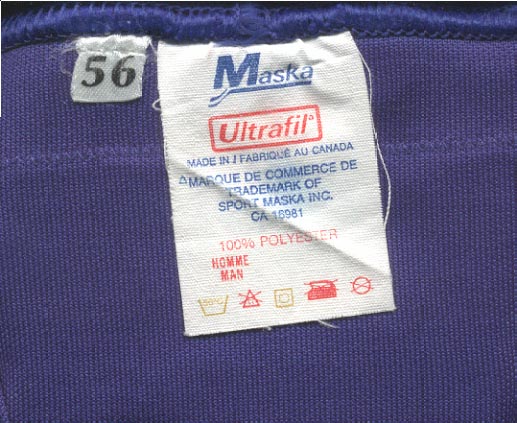 56
Maska
Ultrafil
MADE IN / FABRIQUÉ AU CANADA
MARQUE DE COMMERCE DE
TRADEMARK OF
SPORT MASKA INC.
CA 16981
100% POLYESTER
HOMME
MAN